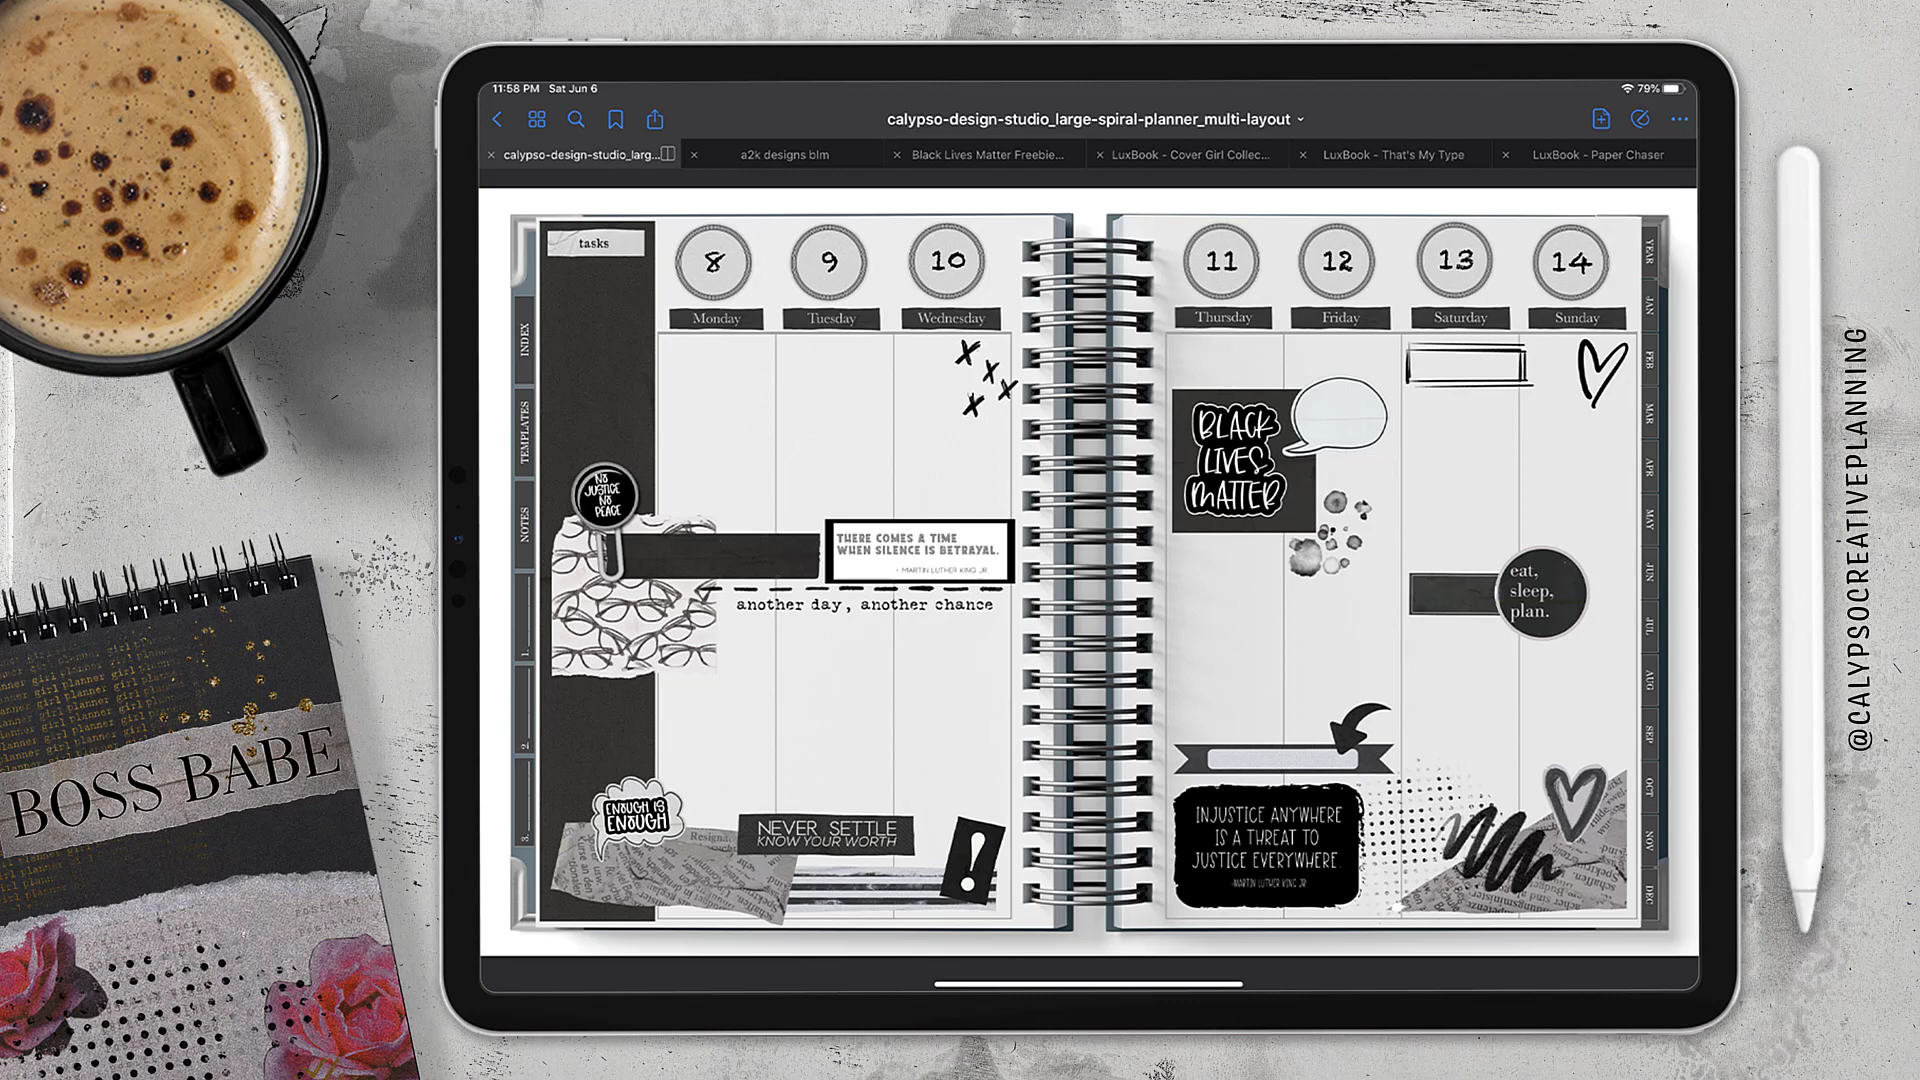 11:58 PM Sat Jun 6
79%
calypso-design-studio_large-spiral-planner_multi-layout
calypso-design-studio_larg...
a2k designs blm
Black Lives Matter Freebie...
LuxBook - Cover Girl Collec...
LuxBook - That's My Type
LuxBook - Paper Chaser
tasks
8
9
10
11
12
13
14
Monday
Tuesday
Wednesday
Thursday
Friday
Saturday
Sunday
INDEX
TEMPLATES
NOTES
1.
2.
3.
YEAR
JAN
FEB
MAR
APR
MAY
JUN
JUL
AUG
SEP
OCT
NOV
DEC
NO
JUSTICE
NO
PEACE
THERE COMES A TIME
WHEN SILENCE IS BETRAYAL.
- MARTIN LUTHER KING JR.
another day, another chance
ENOUGH IS
ENOUGH
NEVER SETTLE
KNOW YOUR WORTH
!
BLACK
LIVES
MATTER
eat,
sleep,
plan.
INJUSTICE ANYWHERE
IS A THREAT TO
JUSTICE EVERYWHERE.
-MARTIN LUTHER KING JR.
BOSS BABE
@CALYPSOCREATIVEPLANNING